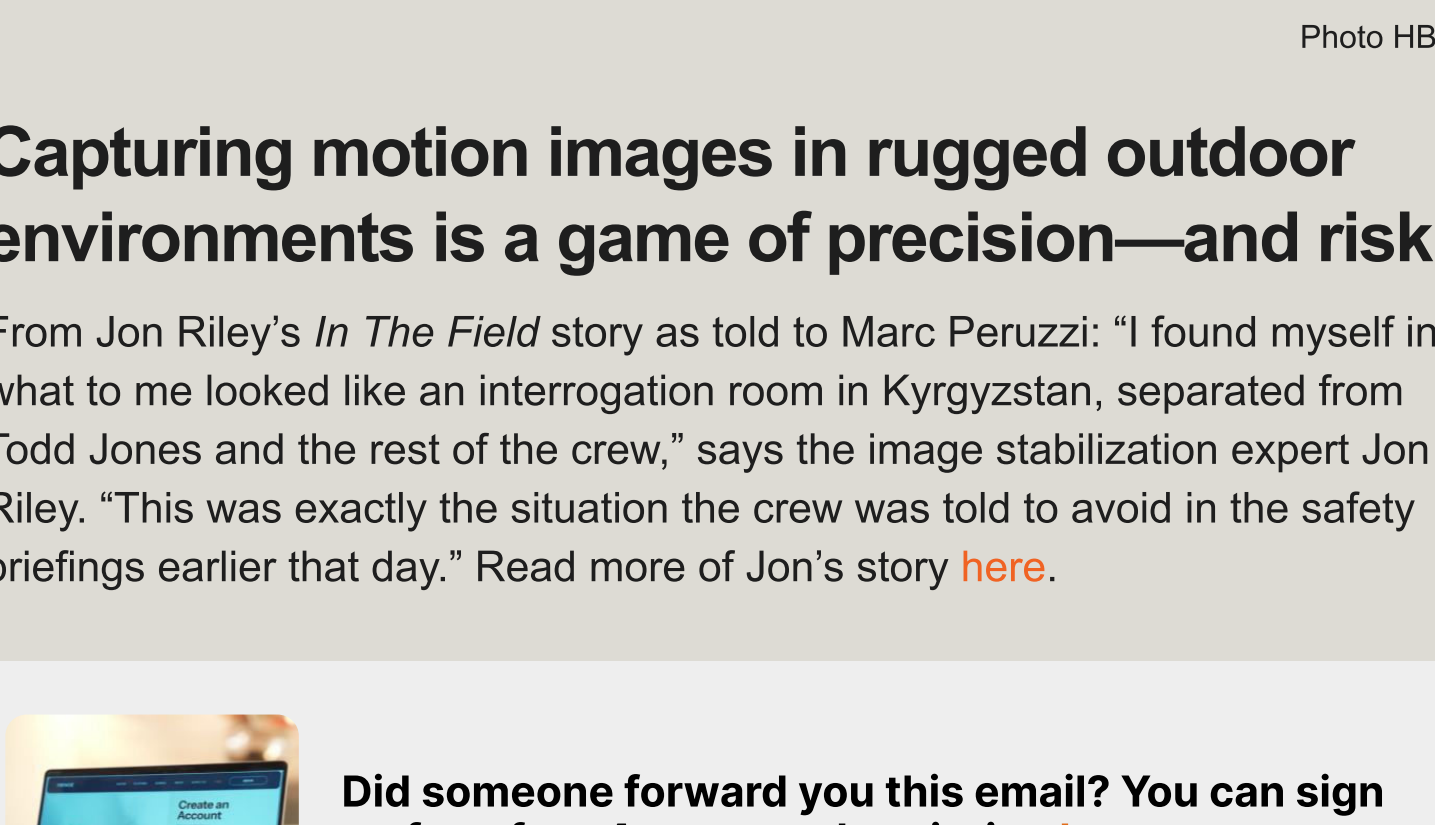 Photo HB
Capturing motion images in rugged outdoor
environments is a game of precision—and risk
From Jon Riley’s In The Field story as told to Marc Peruzzi: “I found myself in
what to me looked like an interrogation room in Kyrgyzstan, separated from
Todd Jones and the rest of the crew,” says the image stabilization expert Jon
Riley. “This was exactly the situation the crew was told to avoid in the safety
briefings earlier that day.” Read more of Jon’s story here.
Create an
Account
Did someone forward you this email? You can sign